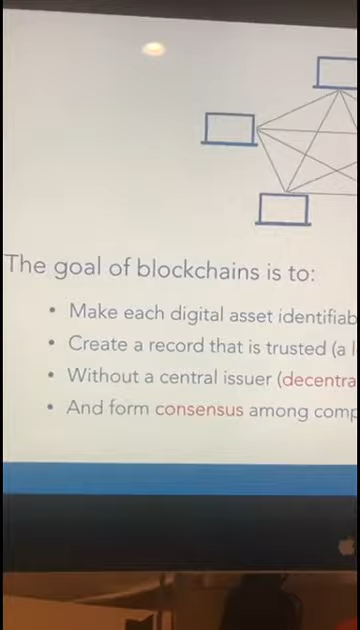 The goal of blockchains is to:
• Make each digital asset identifiab
• Create a record that is trusted (a l
• Without a central issuer (decentra
• And form consensus among comp